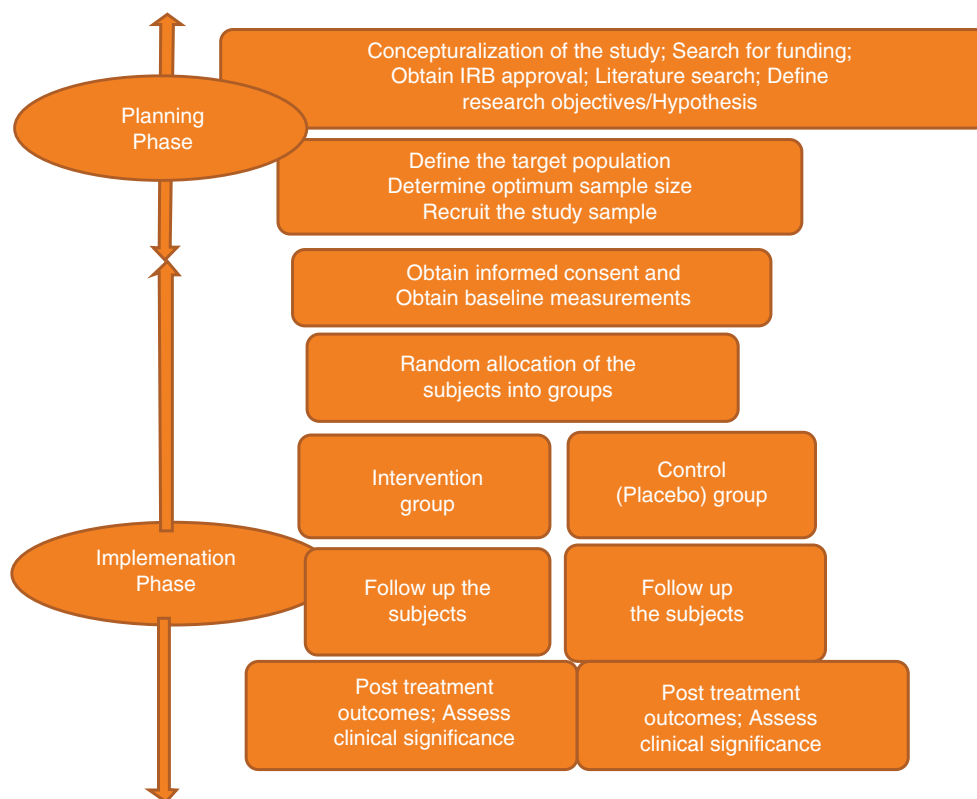 Concepturalization of the study; Search for funding;
Obtain IRB approval; Literature search; Define
research objectives/Hypothesis
Planning
Phase
Define the target population
Determine optimum sample size
Recruit the study sample
Obtain informed consent and
Obtain baseline measurements
Random allocation of the
subjects into groups
Intervention
group
Control
(Placebo) group
Implemenation
Phase
Follow up the
subjects
Follow up
the subjects
Post treatment
outcomes; Assess
clinical significance
Post treatment
outcomes; Assess
clinical significance